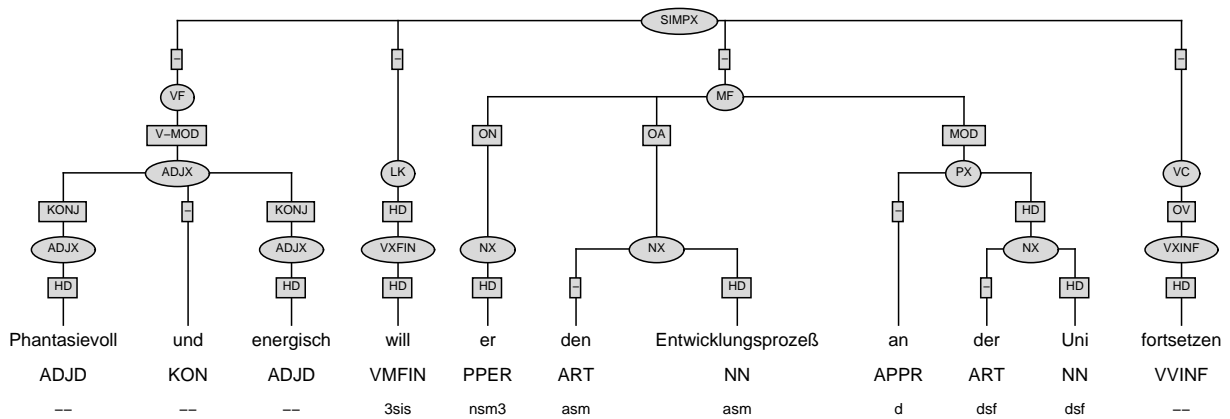 SIMPX
– – – –
VF MF
V–MOD ON OA MOD
ADJX LK PX VC
KONJ – KONJ HD – HD OV
ADJX ADJX VXFIN NX NX NX VXINF
HD HD HD HD – HD – HD HD
Phantasievoll und energisch will er den Entwicklungsprozeß an der Uni fortsetzen
ADJD KON ADJD VMFIN PPER ART NN APPR ART NN VVINF
–– –– –– 3sis nsm3 asm asm d dsf dsf ––